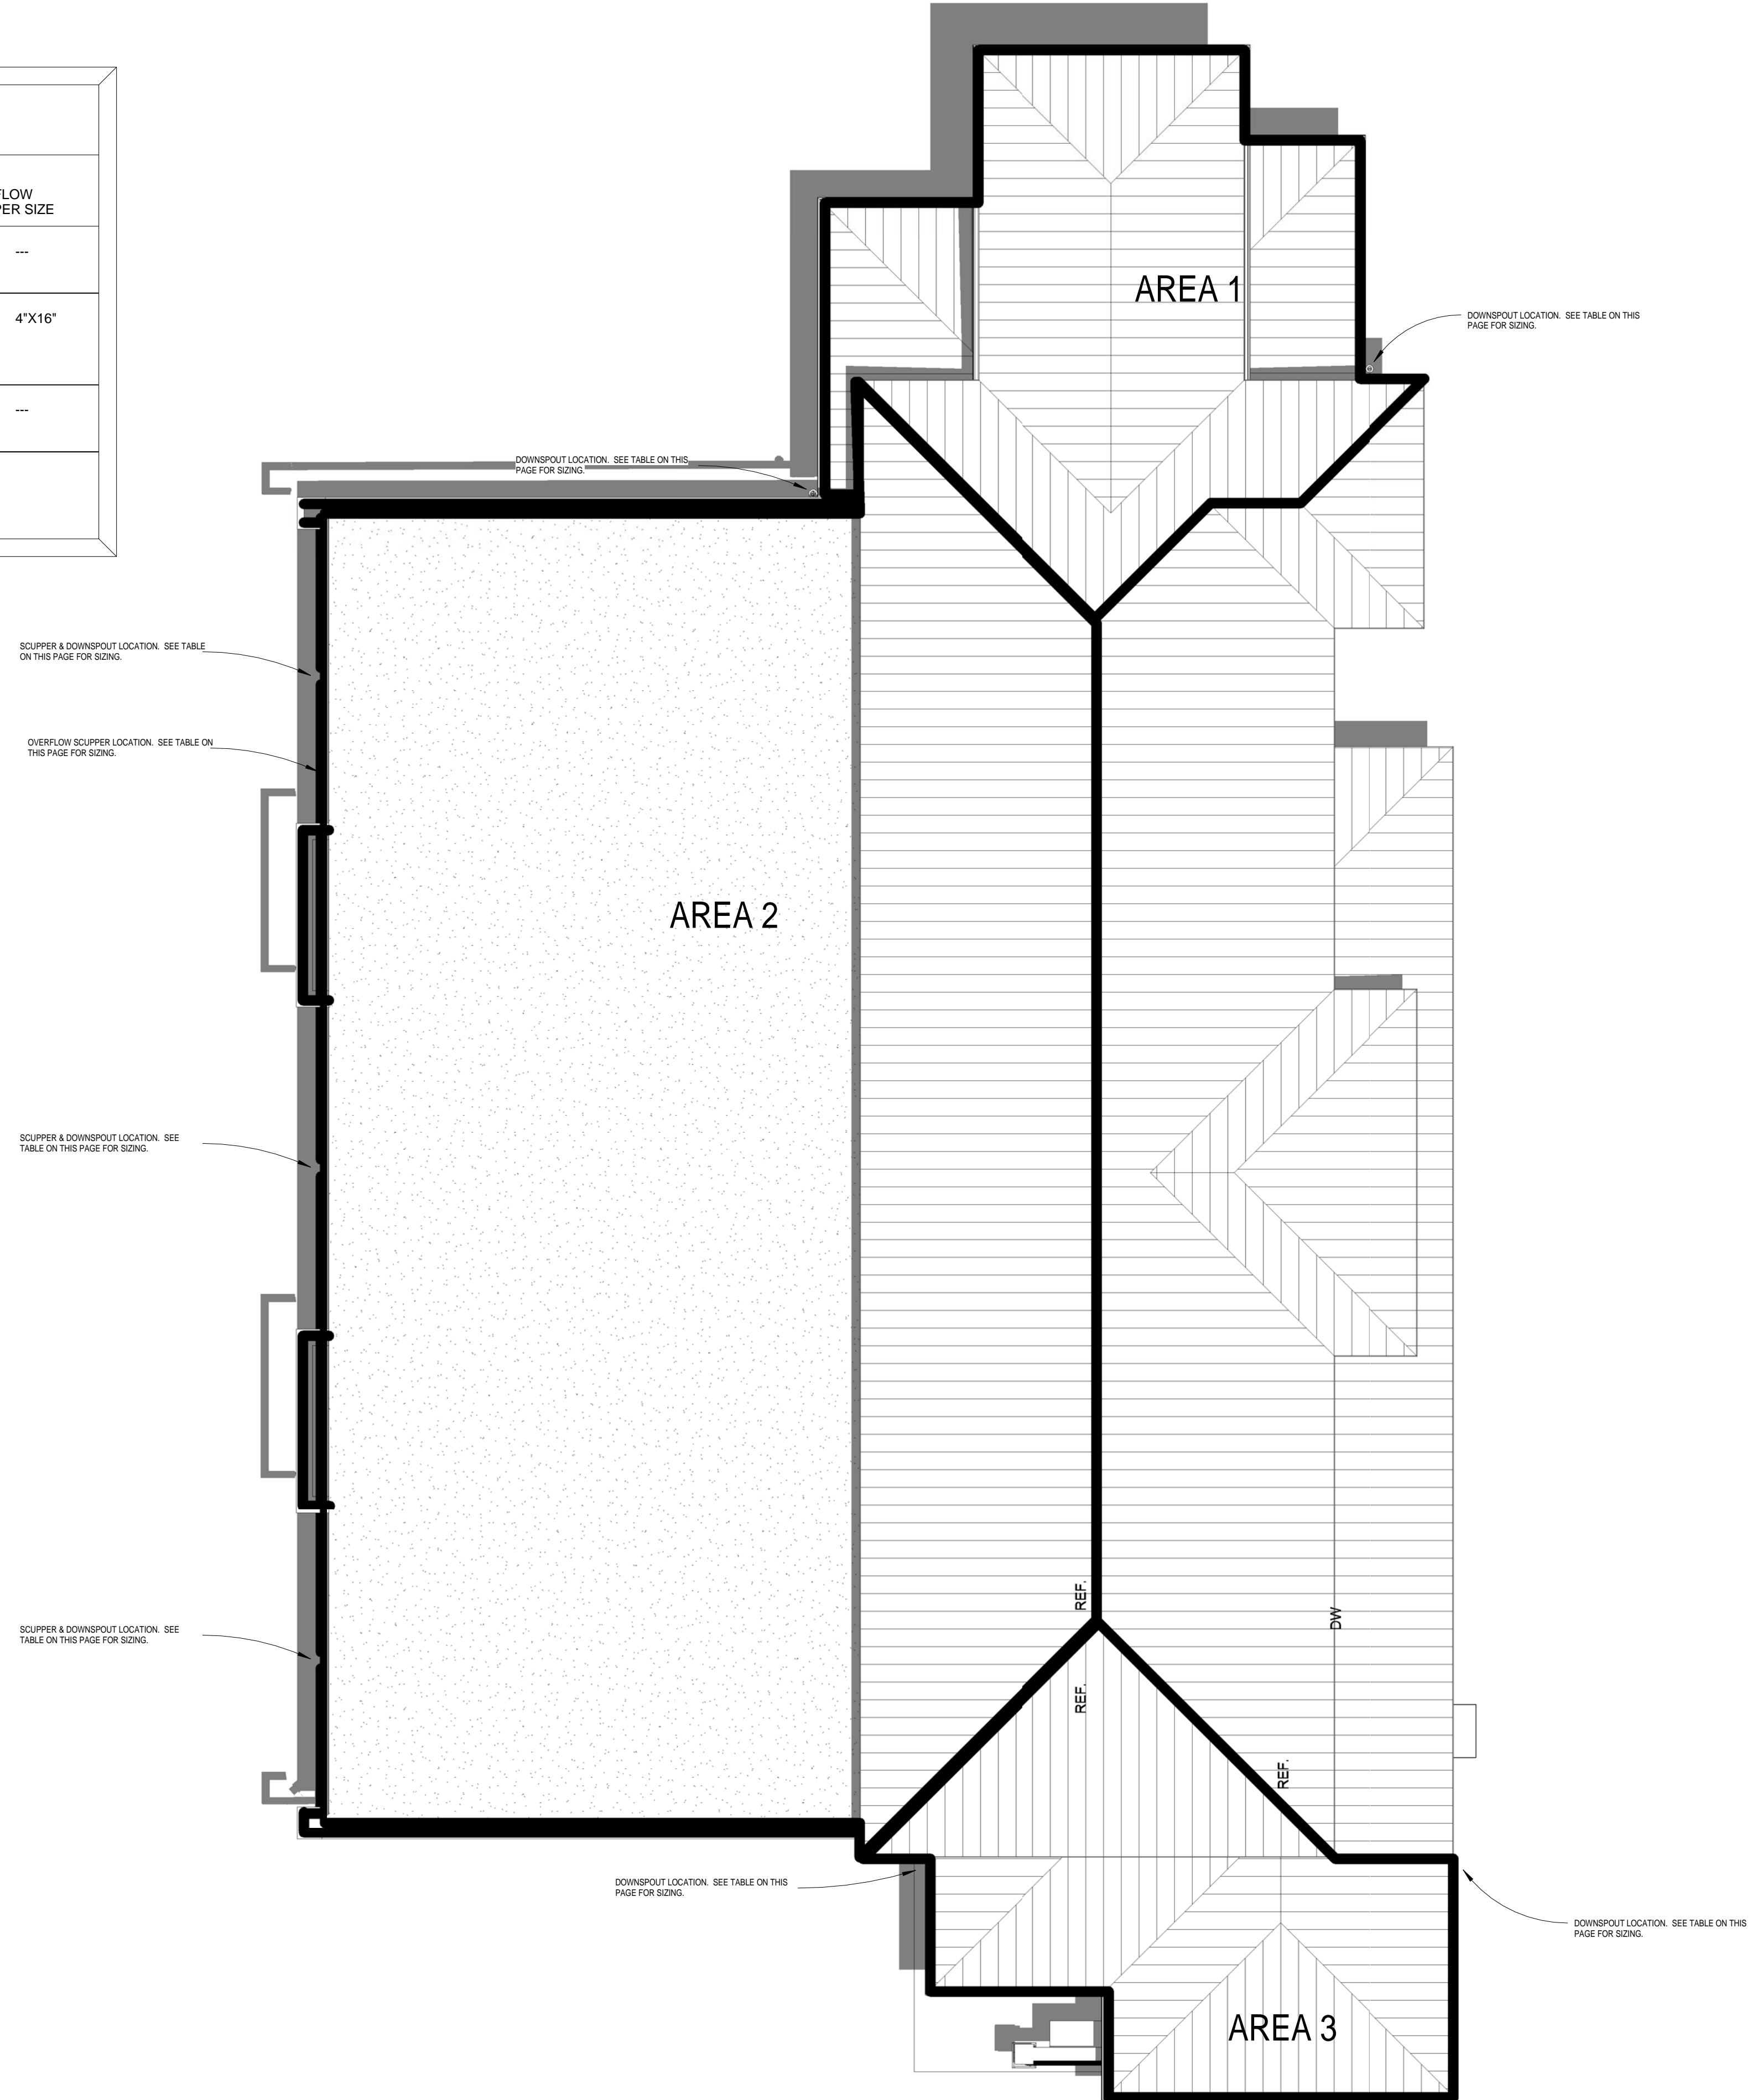 FLOW
PER SIZE
---
4"X16"
---
AREA 1
DOWNSPOUT LOCATION. SEE TABLE ON THIS
PAGE FOR SIZING.
DOWNSPOUT LOCATION. SEE TABLE ON THIS
PAGE FOR SIZING.
SCUPPER & DOWNSPOUT LOCATION. SEE TABLE
ON THIS PAGE FOR SIZING.
OVERFLOW SCUPPER LOCATION. SEE TABLE ON
THIS PAGE FOR SIZING.
AREA 2
SCUPPER & DOWNSPOUT LOCATION. SEE
TABLE ON THIS PAGE FOR SIZING.
REF.
DW
SCUPPER & DOWNSPOUT LOCATION. SEE
TABLE ON THIS PAGE FOR SIZING.
REF.
REF.
DOWNSPOUT LOCATION. SEE TABLE ON THIS
PAGE FOR SIZING.
DOWNSPOUT LOCATION. SEE TABLE ON THIS
PAGE FOR SIZING.
AREA 3